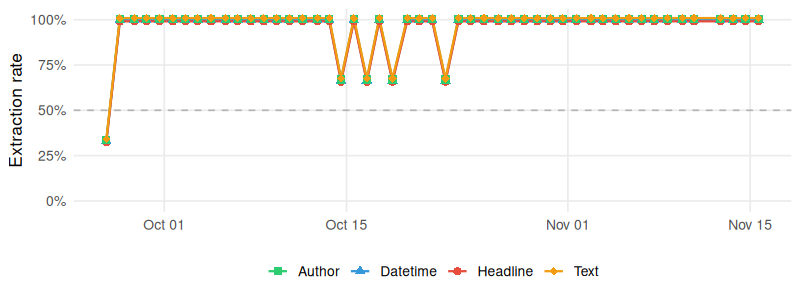 Extraction rate
100%
75%
50%
25%
0%
Oct 01 Oct 15 Nov 01 Nov 15
Author Datetime Headline Text